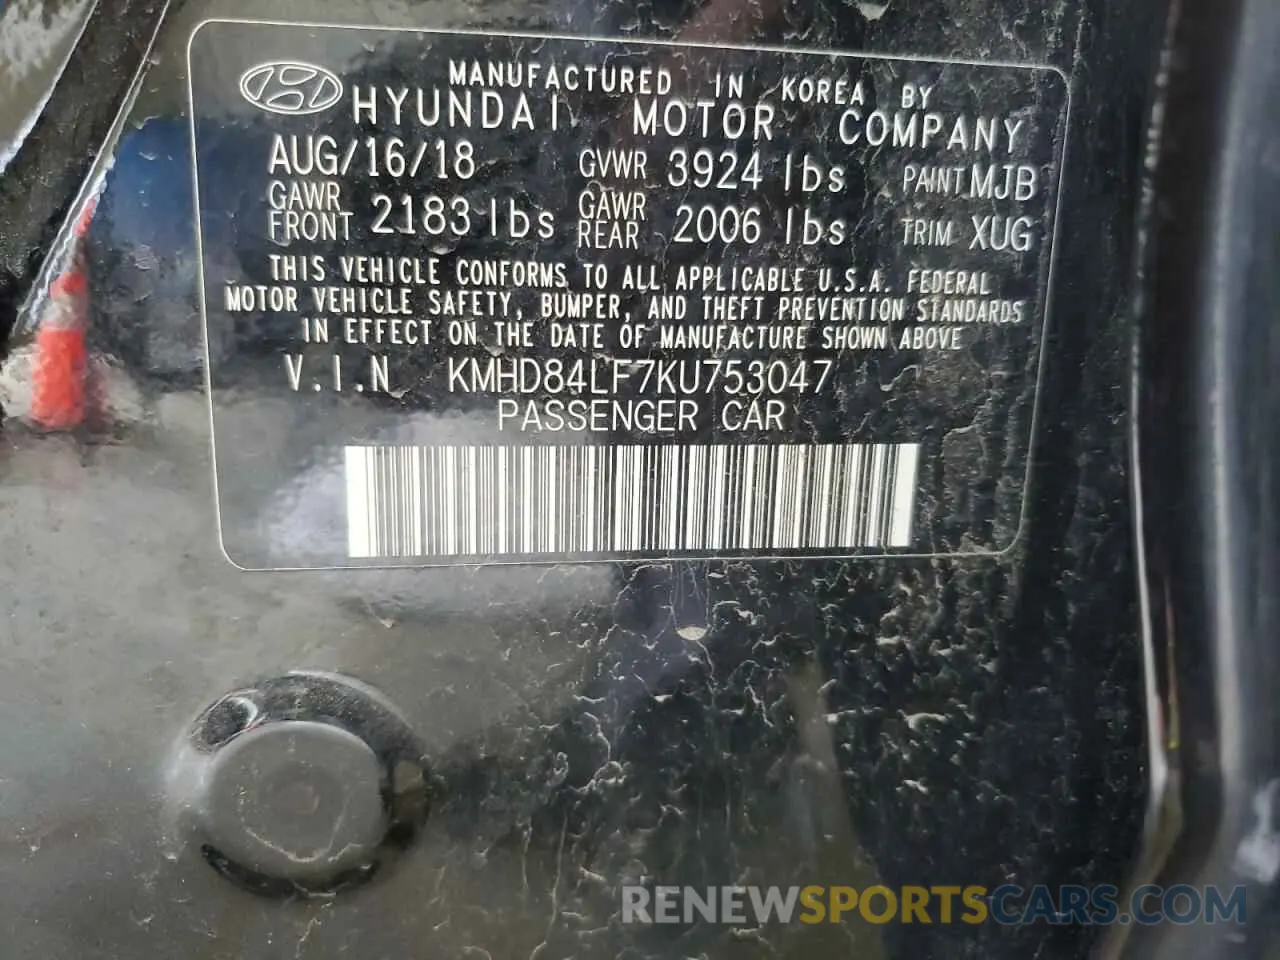 MANUFACTURED IN KOREA BY
HYUNDAI MOTOR COMPANY
AUG/16/18 GVWR 3924 lbs PAINT MJB
GAWR FRONT 2183 lbs GAWR REAR 2006 lbs TRIM XUG
THIS VEHICLE CONFORMS TO ALL APPLICABLE U.S.A. FEDERAL
MOTOR VEHICLE SAFETY, BUMPER, AND THEFT PREVENTION STANDARDS
IN EFFECT ON THE DATE OF MANUFACTURE SHOWN ABOVE
V.I.N KMHD84LF7KU753047
PASSENGER CAR
RENEWSPORTSCARS.COM